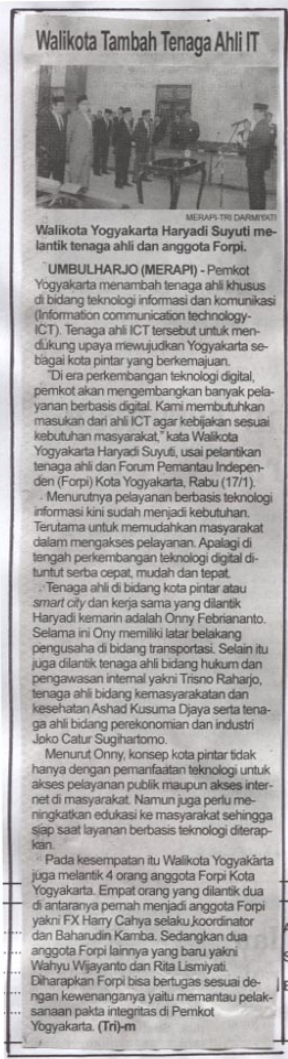 Walikota Tambah Tenaga Ahli IT
MERAPI-TRI DARMIYATI
Walikota Yogyakarta Haryadi Suyuti me-
lantik tenaga ahli dan anggota Forpi.
UMBULHARJO (MERAPI) - Pemkot
Yogyakarta menambah tenaga ahli khusus
di bidang teknologi informasi dan komunikasi
(Information communication technology-
ICT). Tenaga ahli ICT tersebut untuk men-
dukung upaya mewujudkan Yogyakarta se-
bagai kota pintar yang berkemajuan.
"Di era perkembangan teknologi digital,
pemkot akan mengembangkan banyak pela-
yanan berbasis digital. Kami membutuhkan
masukan dari ahli ICT agar kebijakan sesuai
kebutuhan masyarakat," kata Walikota
Yogyakarta Haryadi Suyuti, usai pelantikan
tenaga ahli dan Forum Pemantau Indepen-
den (Forpi) Kota Yogyakarta, Rabu (17/1).
Menurutnya pelayanan berbasis teknologi
informasi kini sudah menjadi kebutuhan.
Terutama untuk memudahkan masyarakat
dalam mengakses pelayanan. Apalagi di
tengah perkembangan teknologi digital di-
tuntut serba cepat, mudah dan tepat.
Tenaga ahli di bidang kota pintar atau
smart city dan kerja sama yang dilantik
Haryadi kemarin adalah Onny Febriananto.
Selama ini Ony memiliki latar belakang
pengusaha di bidang transportasi. Selain itu
juga dilantik tenaga ahli bidang hukum dan
pengawasan internal yakni Trisno Raharjo,
tenaga ahli bidang kemasyarakatan dan
kesehatan Ashad Kusuma Djaya serta tena-
ga ahli bidang perekonomian dan industri
Joko Catur Sugihartomo.
Menurut Onny, konsep kota pintar tidak
hanya dengan pemanfaatan teknologi untuk
akses pelayanan publik maupun akses inter-
net di masyarakat. Namun juga perlu me-
ningkatkan edukasi ke masyarakat sehingga
siap saat layanan berbasis teknologi diterap-
kan.
Pada kesempatan itu Walikota Yogyakarta
juga melantik 4 orang anggota Forpi Kota
Yogyakarta. Empat orang yang dilantik dua
di antaranya pernah menjadi anggota Forpi
yakni FX Harry Cahya selaku koordinator
dan Baharudin Kamba. Sedangkan dua
anggota Forpi lainnya yang baru yakni
Wahyu Wijayanto dan Rita Lismiyati.
Diharapkan Forpi bisa bertugas sesuai de-
ngan kewenangannya yaitu memantau pelak-
sanaan pakta integritas di Pemkot
Yogyakarta. (Tri)-m